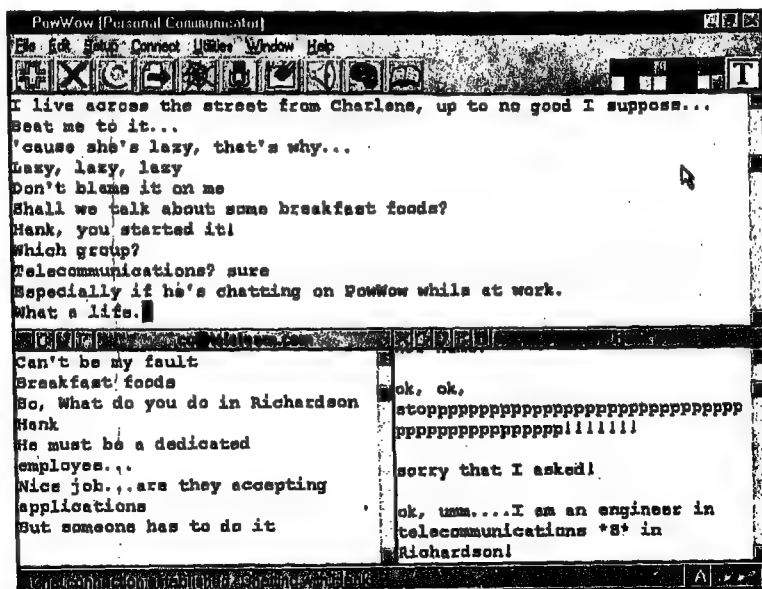 PowWow [Personal Communicator]
File Edit Setup Connect Utilities Window Help
T
I live across the street from Charlene, up to no good I suppose...
Beat me to it...
'cause she's lazy, that's why...
Lazy, lazy, lazy
Don't blame it on me
Shall we talk about some breakfast foods?
Hank, you started it!
Which group?
Telecommunications? sure
Especially if he's chatting on PowWow while at work.
What a life.
Can't be my fault
Breakfast foods
So, What do you do in Richardson
Hank
He must be a dedicated
employee...
Nice job...are they accepting
applications
But someone has to do it
ok, ok,
stoppppppppppppppppppppppppppppppp
pppppppppppppppp!!!!!!!
sorry that I asked!
ok, umm....I am an engineer in
telecommunications *S* in
Richardson!
A